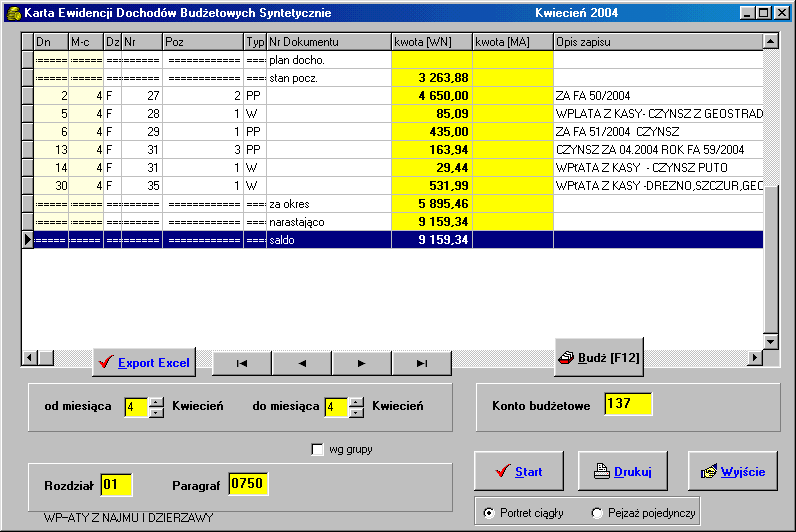 Karta Ewidencji Dochodów Budżetowych Syntetycznie Kwiecień 2004
Dn M-c Dz Nr Poz Typ Nr Dokumentu kwota [WN] kwota [MA] Opis zapisu
===== ===== == ====== ============ ==== plan docho.
===== ===== == ====== ============ ==== stan pocz. 3 263,88
2 4 F 27 2 PP 4 650,00 ZA FA 50/2004
5 4 F 28 1 W 85,09 WPLATA Z KASY- CZYNSZ Z GEOSTRAD
6 4 F 29 1 PP 435,00 ZA FA 51/2004 CZYNSZ
13 4 F 31 3 PP 163,94 CZYNSZ ZA 04.2004 ROK FA 59/2004
14 4 F 31 1 W 29,44 WPŁATA Z KASY - CZYNSZ PUTO
30 4 F 35 1 W 531,99 WPŁATA Z KASY -DREZNO,SZCZUR,GEO
===== ===== == ====== ============ ==== za okres 5 895,46
===== ===== == ====== ============ ==== narastająco 9 159,34
===== ===== == ====== ============ ==== saldo 9 159,34
Export Excel Budź [F12]
od miesiąca 4 Kwiecień do miesiąca 4 Kwiecień Konto budżetowe 137
wg grupy
Rozdział 01 Paragraf 0750 Start Drukuj Wyjście
WP-ATY Z NAJMU I DZIERZAWY Portret ciągły Pejzaż pojedynczy